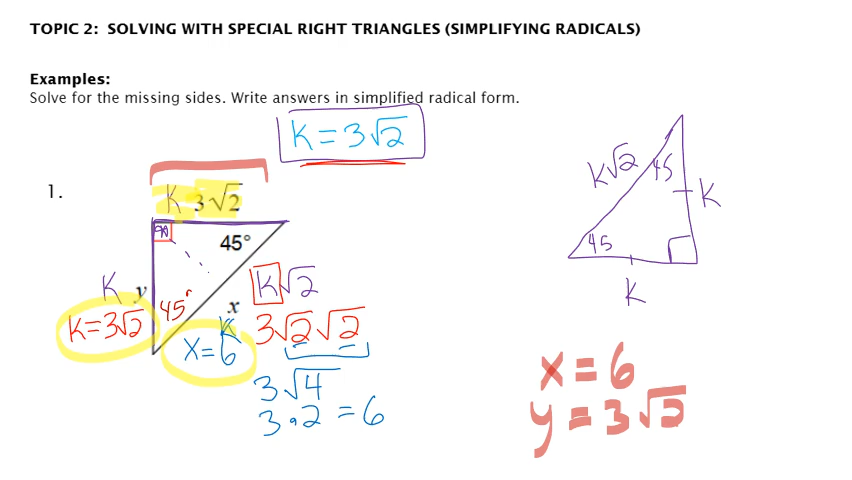 TOPIC 2: SOLVING WITH SPECIAL RIGHT TRIANGLES (SIMPLIFYING RADICALS)
Examples:
Solve for the missing sides. Write answers in simplified radical form.
K = 3√2
1.
K 3√2
90
45°
K
y
45°
K = 3√2
x
K
X = 6
K√2
3√2 √2
3√4
3 • 2 = 6
K√2
45
45
K
K
x = 6
y = 3√2